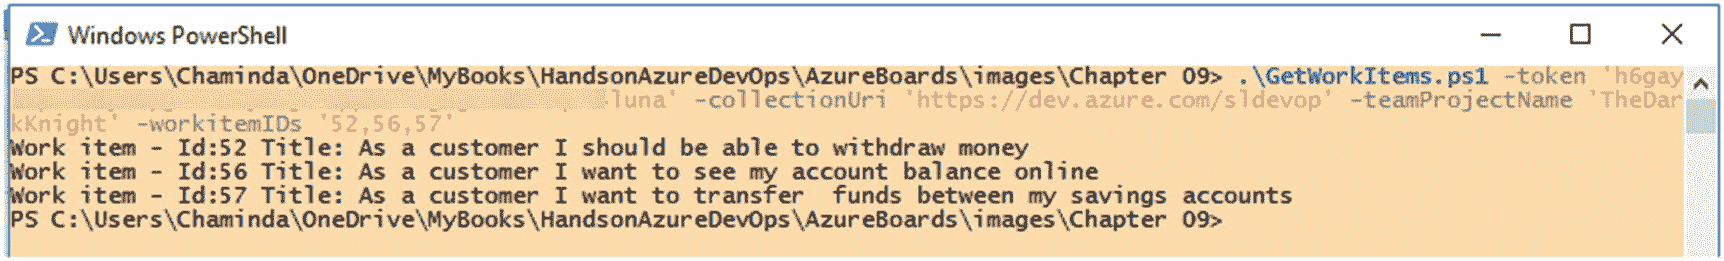 Windows PowerShell
PS C:\Users\Chaminda\OneDrive\MyBooks\HandsonAzureDevOps\AzureBoards\images\Chapter 09> .\GetWorkItems.ps1 -token 'h6gay
luna' -collectionUri 'https://dev.azure.com/sldevop' -teamProjectName 'TheDar
kKnight' -workitemIDs '52,56,57'
Work item - Id:52 Title: As a customer I should be able to withdraw money
Work item - Id:56 Title: As a customer I want to see my account balance online
Work item - Id:57 Title: As a customer I want to transfer  funds between my savings accounts
PS C:\Users\Chaminda\OneDrive\MyBooks\HandsonAzureDevOps\AzureBoards\images\Chapter 09>